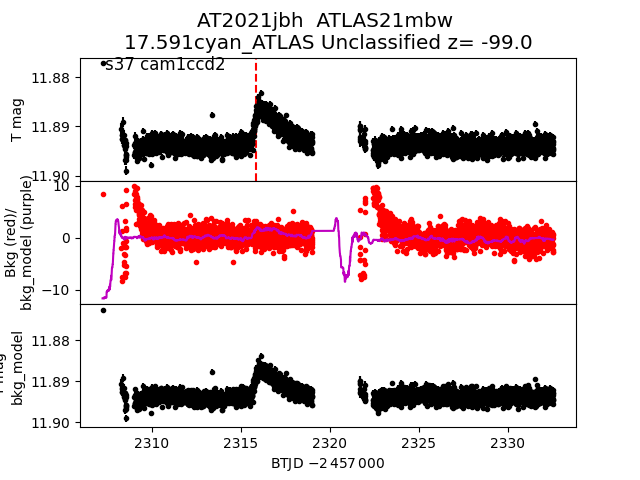 AT2021jbh  ATLAS21mbw
17.591cyan_ATLAS Unclassified z= -99.0
s37 cam1ccd2
11.88
11.89
11.90
T mag
10
0
−10
Bkg (red)/
bkg_model (purple)
11.88
11.89
11.90
mag
bkg_model
2310
2315
2320
2325
2330
BTJD −2 457 000